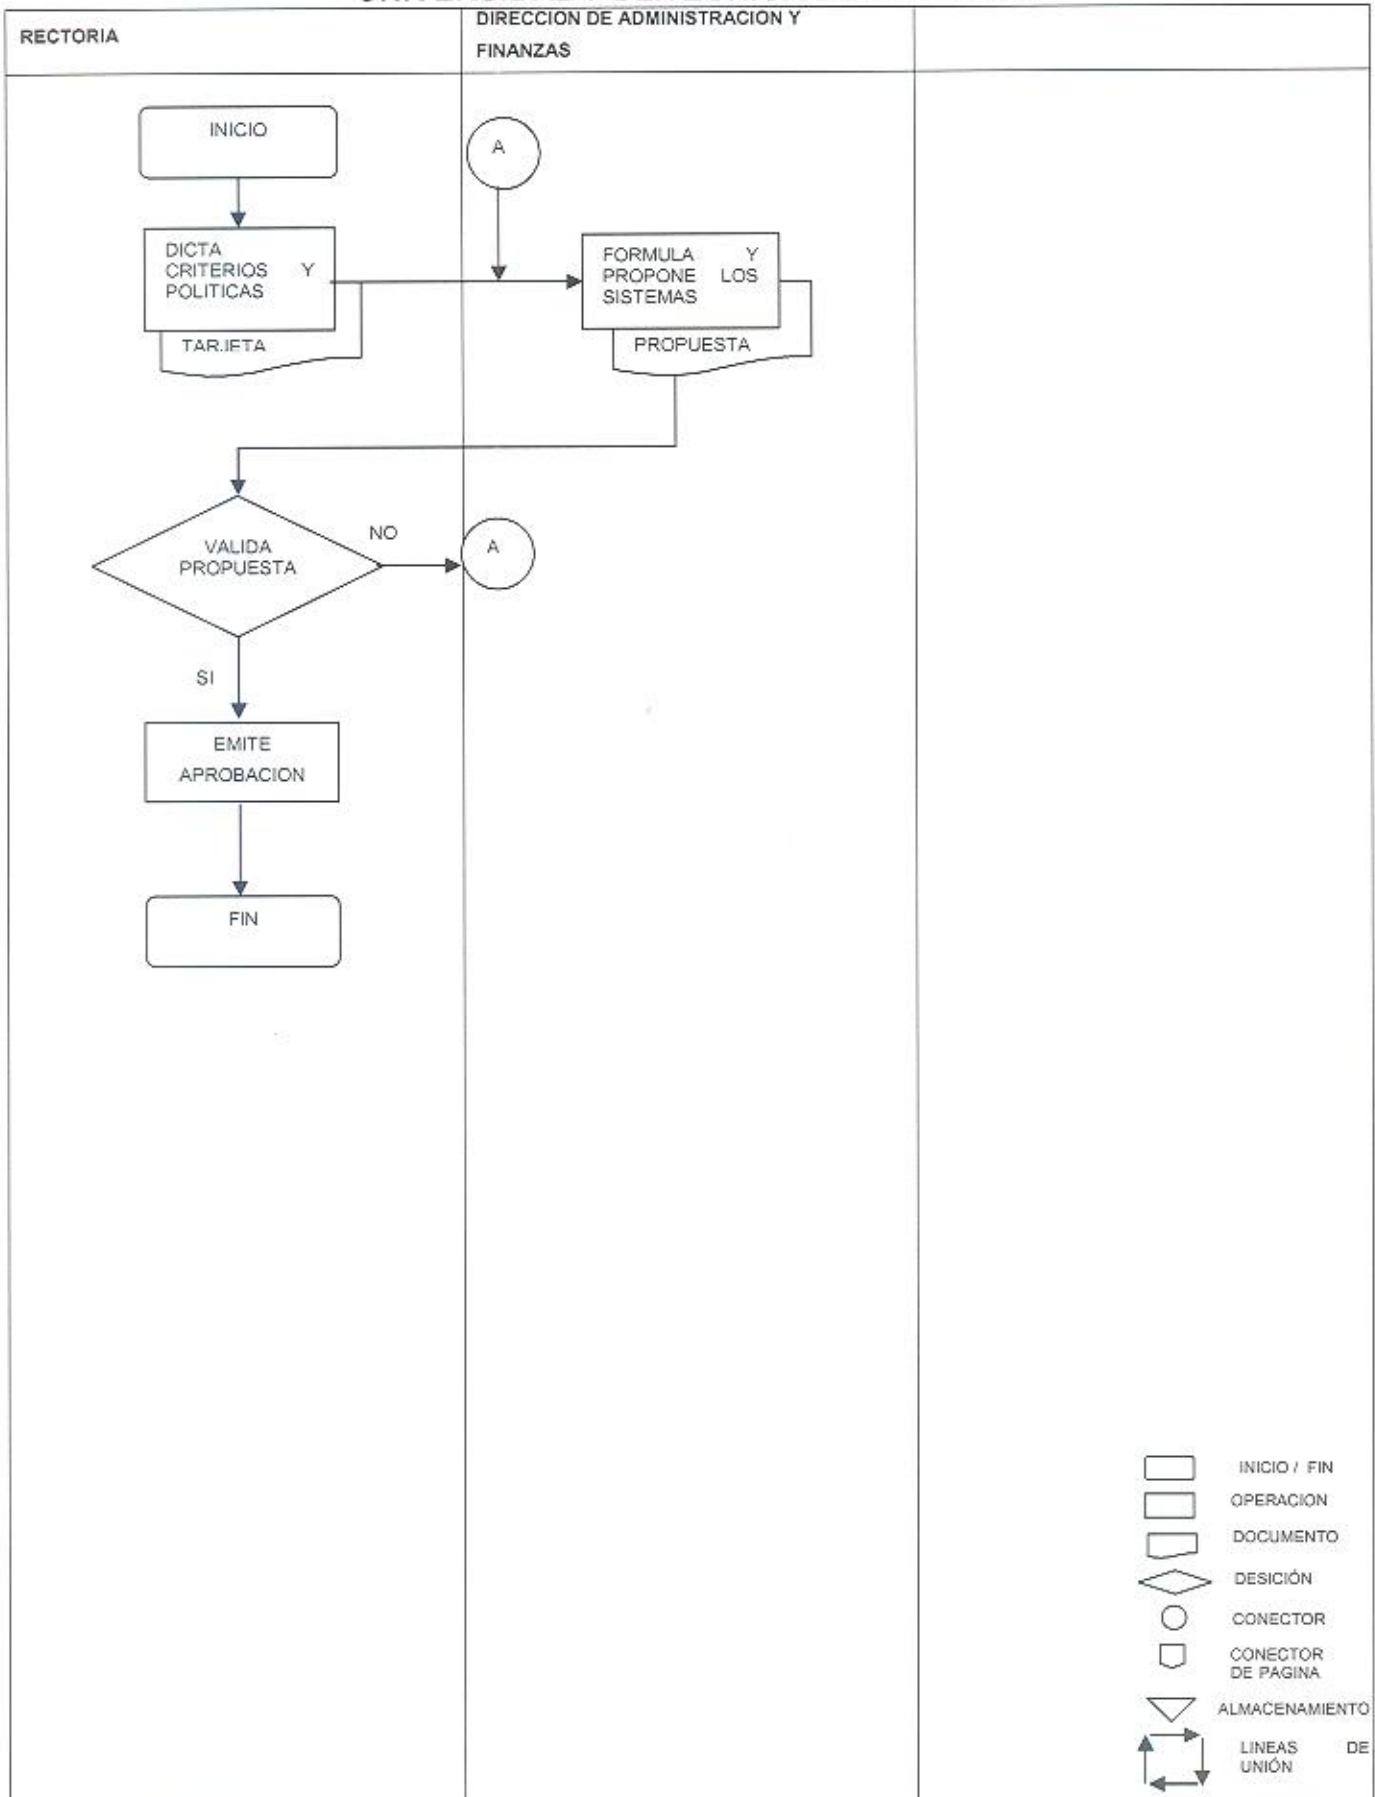 RECTORIA
DIRECCION DE ADMINISTRACION Y
FINANZAS
INICIO
A
DICTA
CRITERIOS Y
POLITICAS
TARJETA
FORMULA Y
PROPONE LOS
SISTEMAS
PROPUESTA
VALIDA
PROPUESTA
NO
A
SI
EMITE
APROBACION
FIN
INICIO / FIN
OPERACION
DOCUMENTO
DESICIÓN
CONECTOR
CONECTOR
DE PAGINA
ALMACENAMIENTO
LINEAS DE
UNIÓN